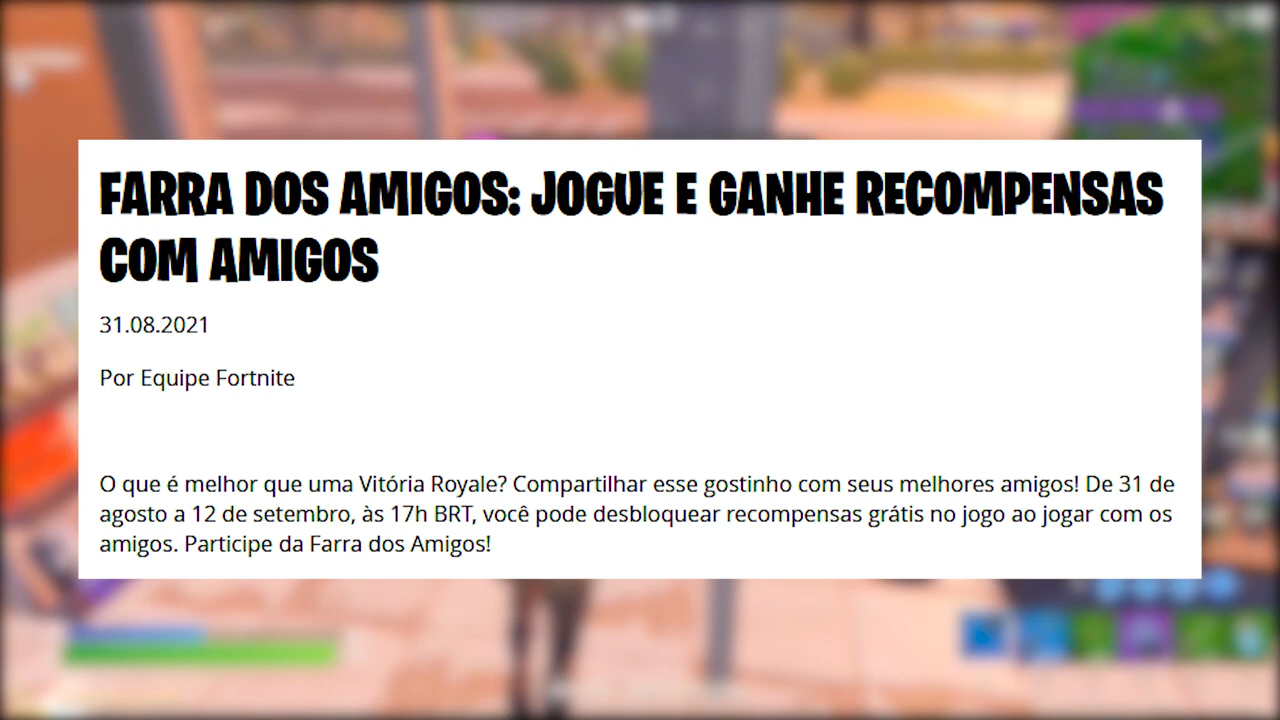 FARRA DOS AMIGOS: JOGUE E GANHE RECOMPENSAS
COM AMIGOS
31.08.2021
Por Equipe Fortnite
O que é melhor que uma Vitória Royale? Compartilhar esse gostinho com seus melhores amigos! De 31 de
agosto a 12 de setembro, às 17h BRT, você pode desbloquear recompensas grátis no jogo ao jogar com os
amigos. Participe da Farra dos Amigos!